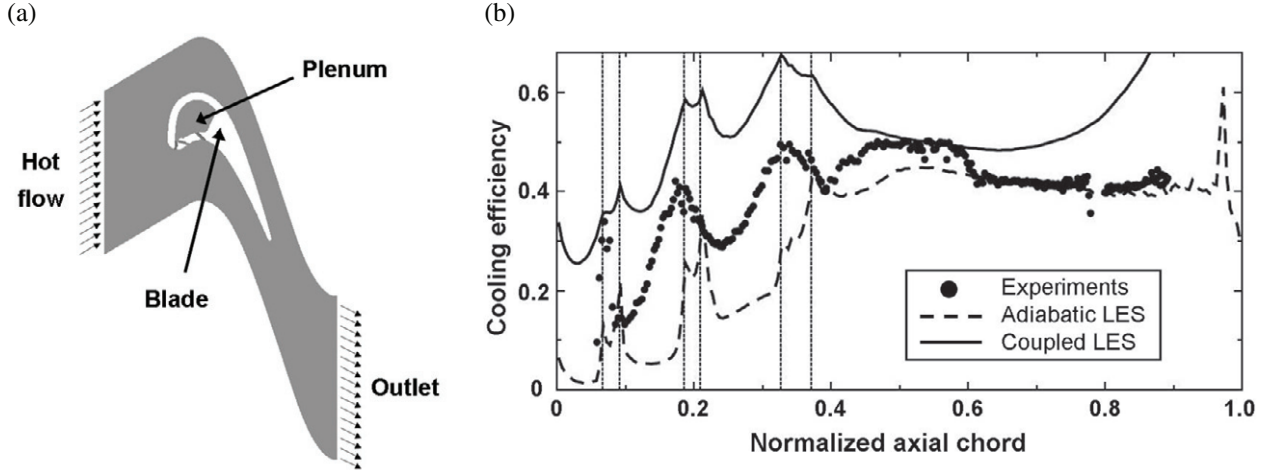 (a)
Plenum
Hot
flow
Blade
Outlet
(b)
Cooling efficiency
0.6
0.4
0.2
0
Experiments
Adiabatic LES
Coupled LES
0 0.2 0.4 0.6 0.8 1.0
Normalized axial chord